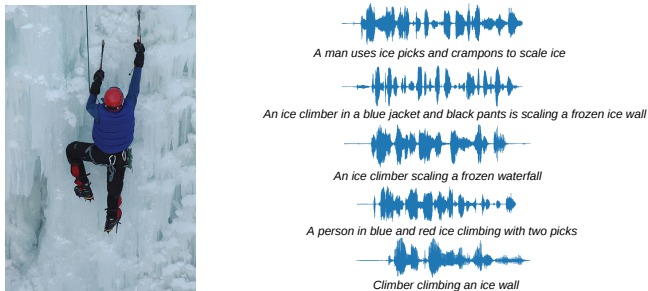 A man uses ice picks and crampons to scale ice
An ice climber in a blue jacket and black pants is scaling a frozen ice wall
An ice climber scaling a frozen waterfall
A person in blue and red ice climbing with two picks
Climber climbing an ice wall